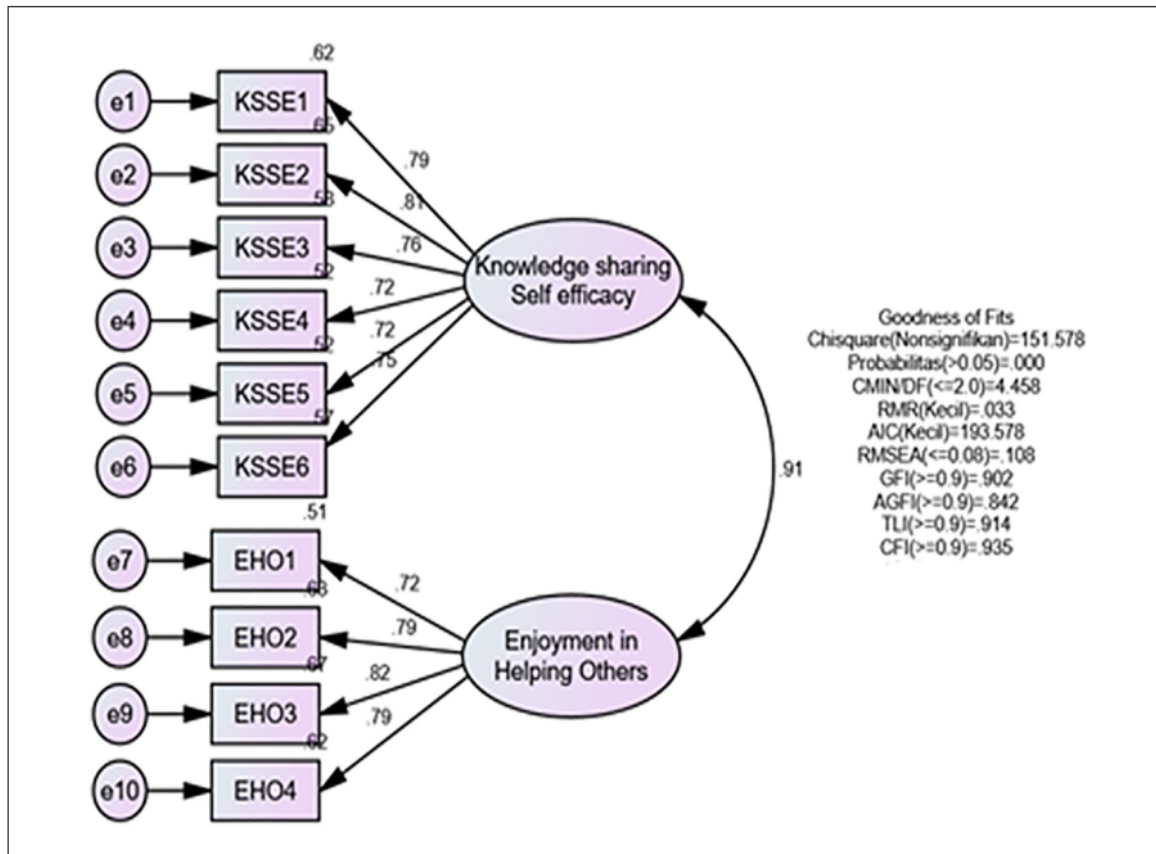 .62
e1
KSSE1
.79
.65
e2
KSSE2
.81
.58
e3
KSSE3
.76
.52
e4
KSSE4
.72
.52
e5
KSSE5
.72
.57
e6
KSSE6
.75
Knowledge sharing
Self efficacy
.51
e7
EHO1
.72
.63
e8
EHO2
.79
.67
e9
EHO3
.82
.62
e10
EHO4
.79
Enjoyment in
Helping Others
.91
Goodness of Fits
Chisquare(Nonsignifikan)=151.578
Probabilitas(>0.05)=.000
CMIN/DF(<=2.0)=4.458
RMR(Kecil)=.033
AIC(Kecil)=193.578
RMSEA(<=0.08)=.108
GFI(>=0.9)=.902
AGFI(>=0.9)=.842
TLI(>=0.9)=.914
CFI(>=0.9)=.935